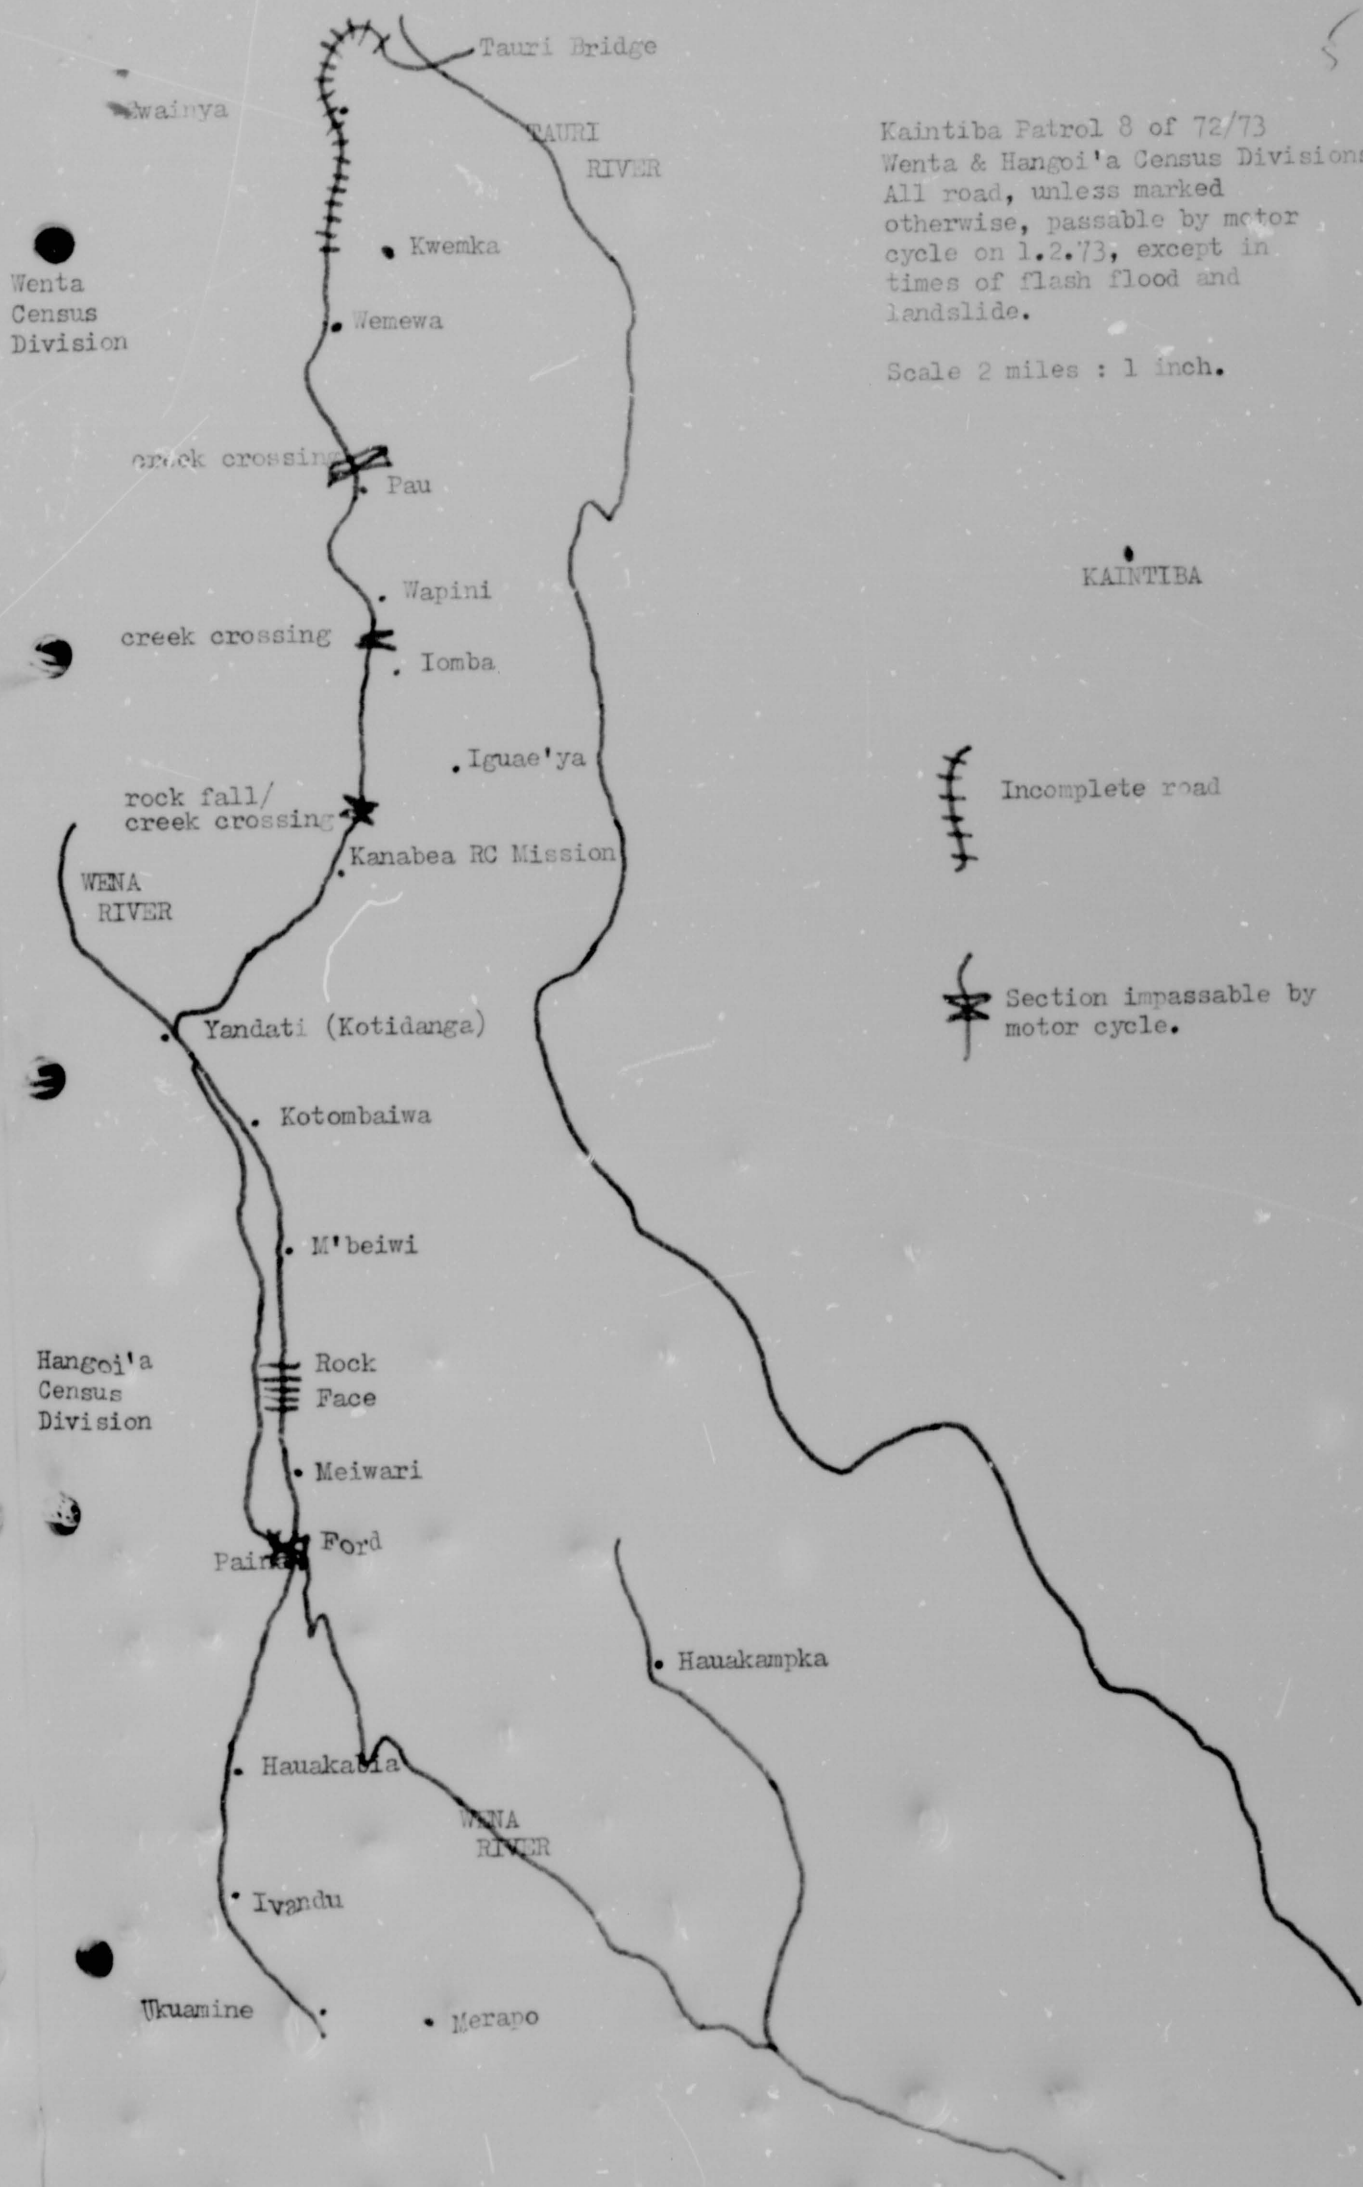 Tauri Bridge
TAURI
RIVER
Kaintiba Patrol 8 of 72/73
Wenta & Hangoi'a Census Divisions
All road, unless marked
otherwise, passable by motor
cycle on 1.2.73, except in
times of flash flood and
landslide.
Scale 2 miles : 1 inch.
Kwemka
Wenta
Census
Division
Wemewa
creek crossing
Pau
KAINTIBA
Wapini
creek crossing
Iomba
Iguae'ya
Incomplete road
rock fall/
creek crossing
Kanabea RC Mission
WENA
RIVER
Section impassable by
motor cycle.
Yandati (Kotidanga)
Kotombaiwa
M'beiwi
Hangoi'a
Census
Division
Rock
Face
Meiwari
Ford
Hauakampka
Hauakabia
WENA
RIVER
Ivandu
Ukuamine
Merapo